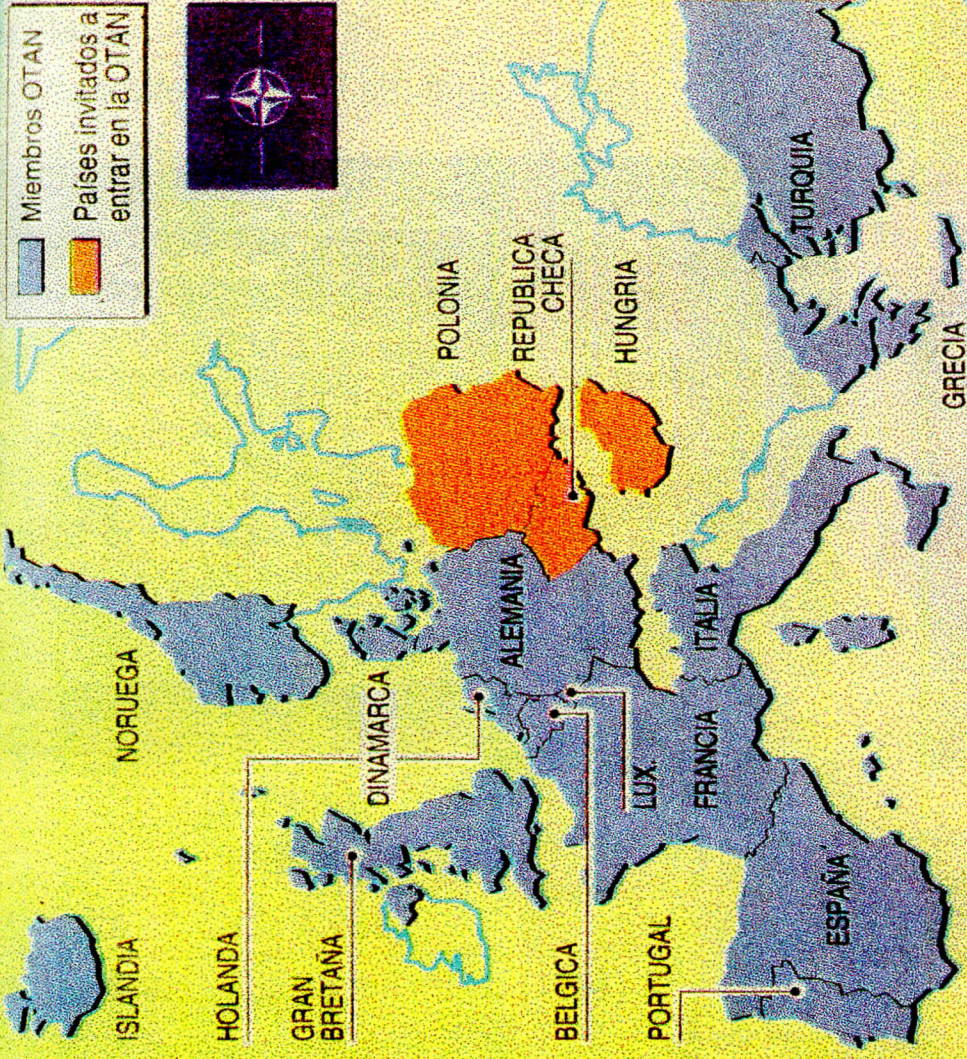 Miembros OTAN
Países invitados a
entrar en la OTAN
ISLANDIA
NORUEGA
HOLANDA
GRAN
BRETAÑA
DINAMARCA
POLONIA
REPUBLICA
CHECA
HUNGRIA
ALEMANIA
BELGICA
LUX.
FRANCIA
ITALIA
PORTUGAL
ESPAÑA
TURQUIA
GRECIA